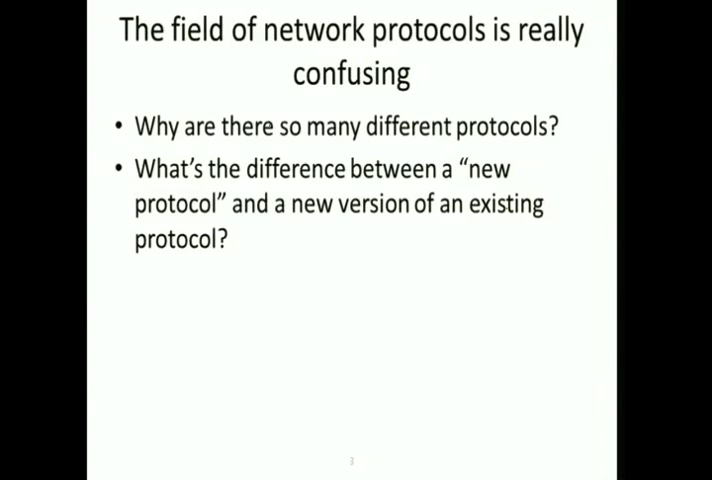 The field of network protocols is really
confusing
• Why are there so many different protocols?
• What's the difference between a "new
protocol" and a new version of an existing
protocol?
3